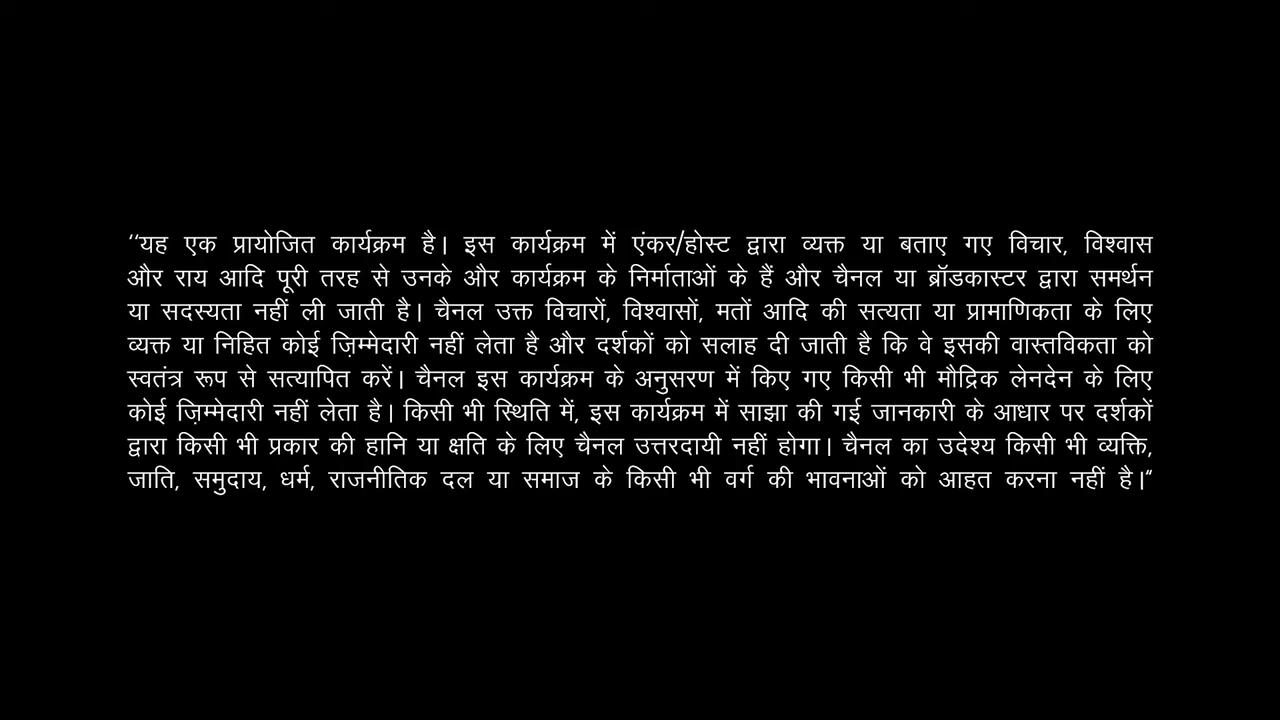 ‘‘यह एक प्रायोजित कार्यक्रम है। इस कार्यक्रम में एंकर/होस्ट द्वारा व्यक्त या बताए गए विचार, विश्वास
और राय आदि पूरी तरह से उनके और कार्यक्रम के निर्माताओं के हैं और चैनल या ब्रॉडकास्टर द्वारा समर्थन
या सदस्यता नहीं ली जाती है। चैनल उक्त विचारों, विश्वासों, मतों आदि की सत्यता या प्रामाणिकता के लिए
व्यक्त या निहित कोई ज़िम्मेदारी नहीं लेता है और दर्शकों को सलाह दी जाती है कि वे इसकी वास्तविकता को
स्वतंत्र रूप से सत्यापित करें। चैनल इस कार्यक्रम के अनुसरण में किए गए किसी भी मौद्रिक लेनदेन के लिए
कोई ज़िम्मेदारी नहीं लेता है। किसी भी स्थिति में, इस कार्यक्रम में साझा की गई जानकारी के आधार पर दर्शकों
द्वारा किसी भी प्रकार की हानि या क्षति के लिए चैनल उत्तरदायी नहीं होगा। चैनल का उदेश्य किसी भी व्यक्ति,
जाति, समुदाय, धर्म, राजनीतिक दल या समाज के किसी भी वर्ग की भावनाओं को आहत करना नहीं है।‘‘